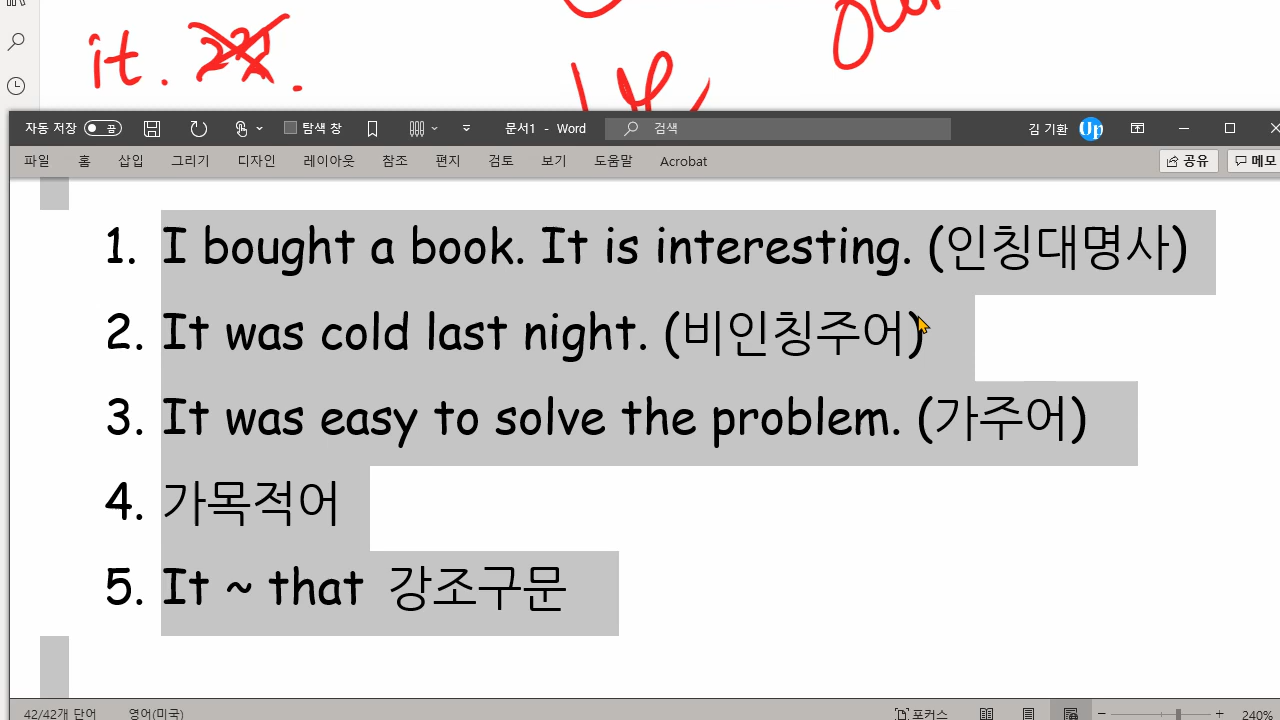 it.
자동 저장 끔 탐색 창 문서1 - Word 검색 김 기환 Up
파일 홈 삽입 그리기 디자인 레이아웃 참조 편지 검토 보기 도움말 Acrobat 공유 메모
1. I bought a book. It is interesting. (인칭대명사)
2. It was cold last night. (비인칭주어)
3. It was easy to solve the problem. (가주어)
4. 가목적어
5. It ~ that 강조구문
42/42개 단어 영어(미국) 포커스 240%